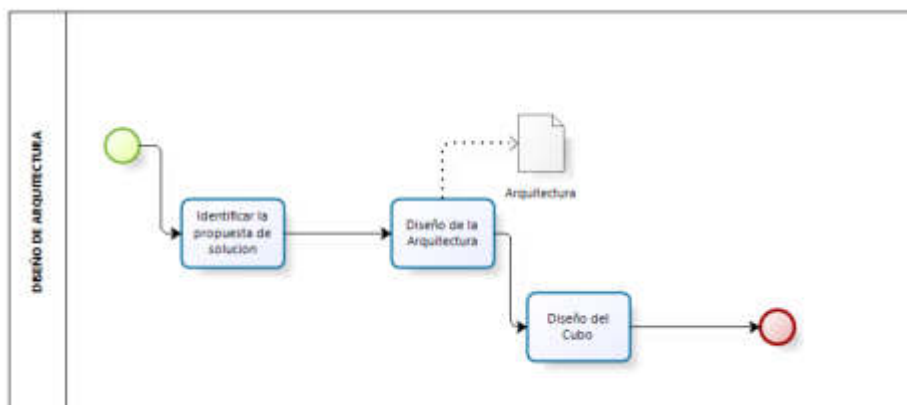 DISEÑO DE ARQUITECTURA
Identificar la
propuesta de
solucion
Diseño de la
Arquitectura
Arquitectura
Diseño del
Cubo